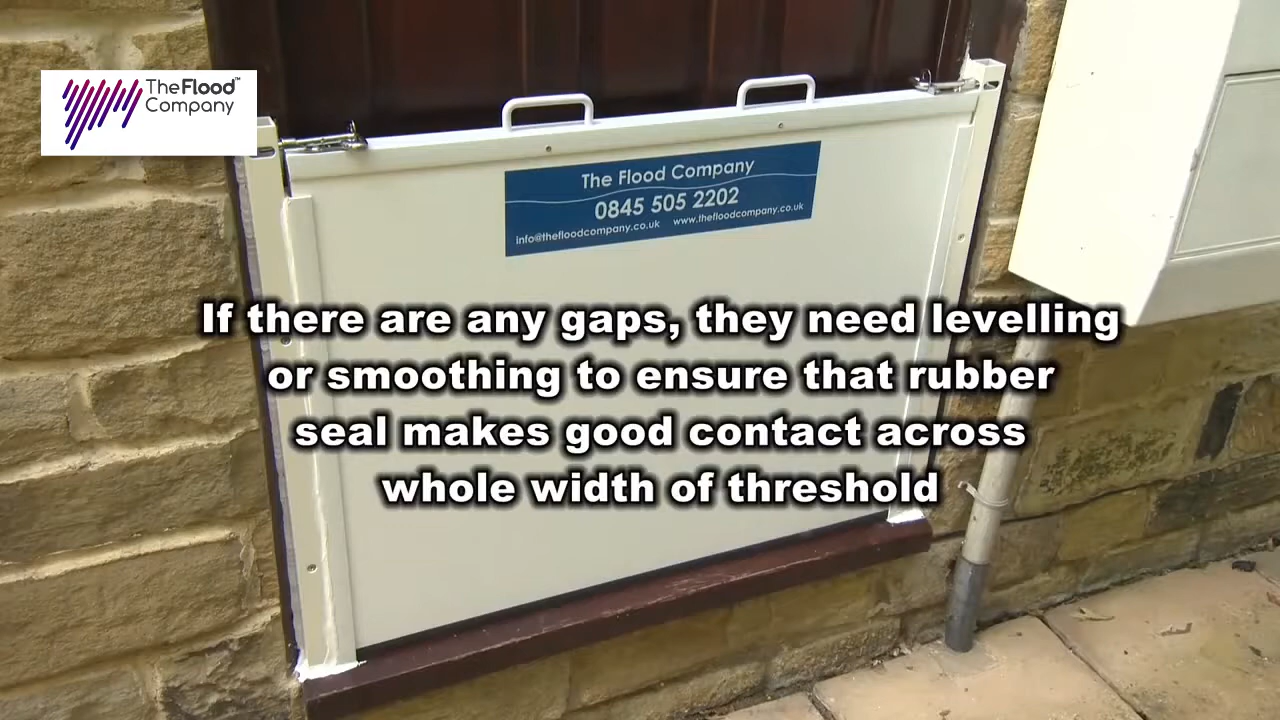 The Flood™
Company
The Flood Company
0845 505 2202
info@thefloodcompany.co.uk www.thefloodcompany.co.uk
If there are any gaps, they need levelling
or smoothing to ensure that rubber
seal makes good contact across
whole width of threshold